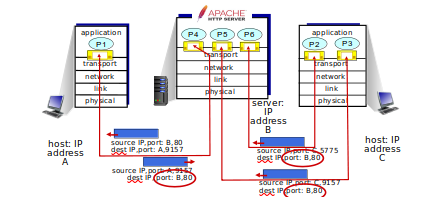 APACHE
HTTP SERVER
application
P1
transport
network
link
physical
P4 P5 P6
transport
network
link
physical
application
P2 P3
transport
network
link
physical
host: IP
address
A
server:
IP
address
B
host: IP
address
C
source IP,port: B,80
dest IP,port: A,9157
source IP,port: A,9157
dest IP,port: B,80
source IP,port: C,5775
dest IP,port: B,80
source IP,port: C,9157
dest IP,port: B,80